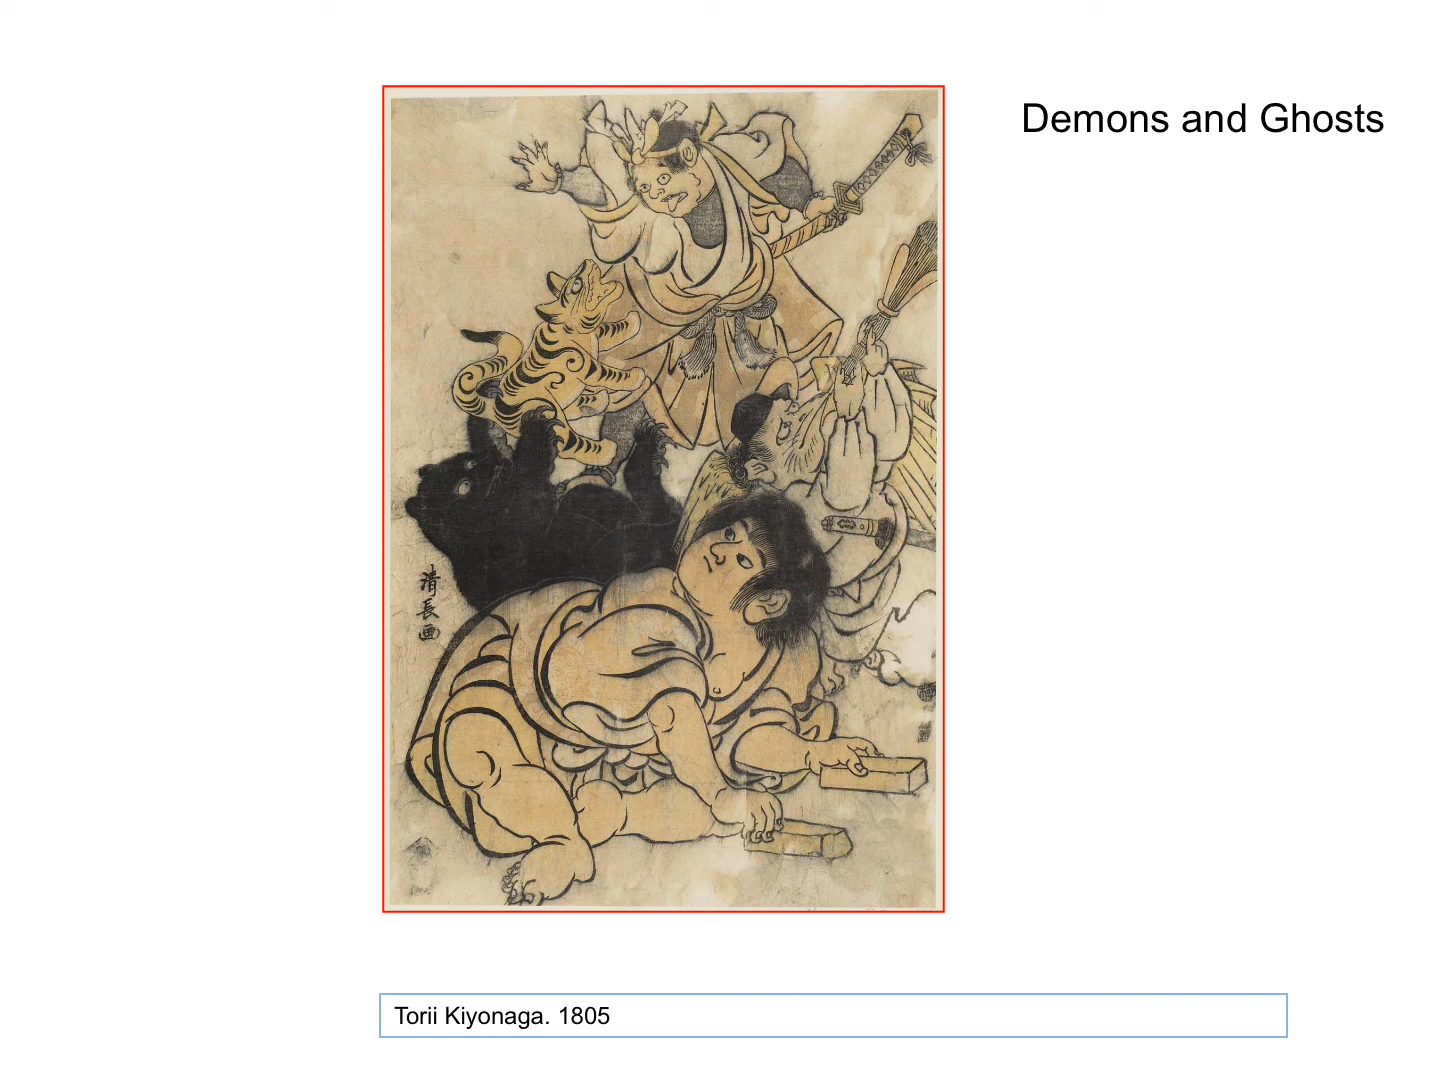 Demons and Ghosts
清長画
Torii Kiyonaga. 1805